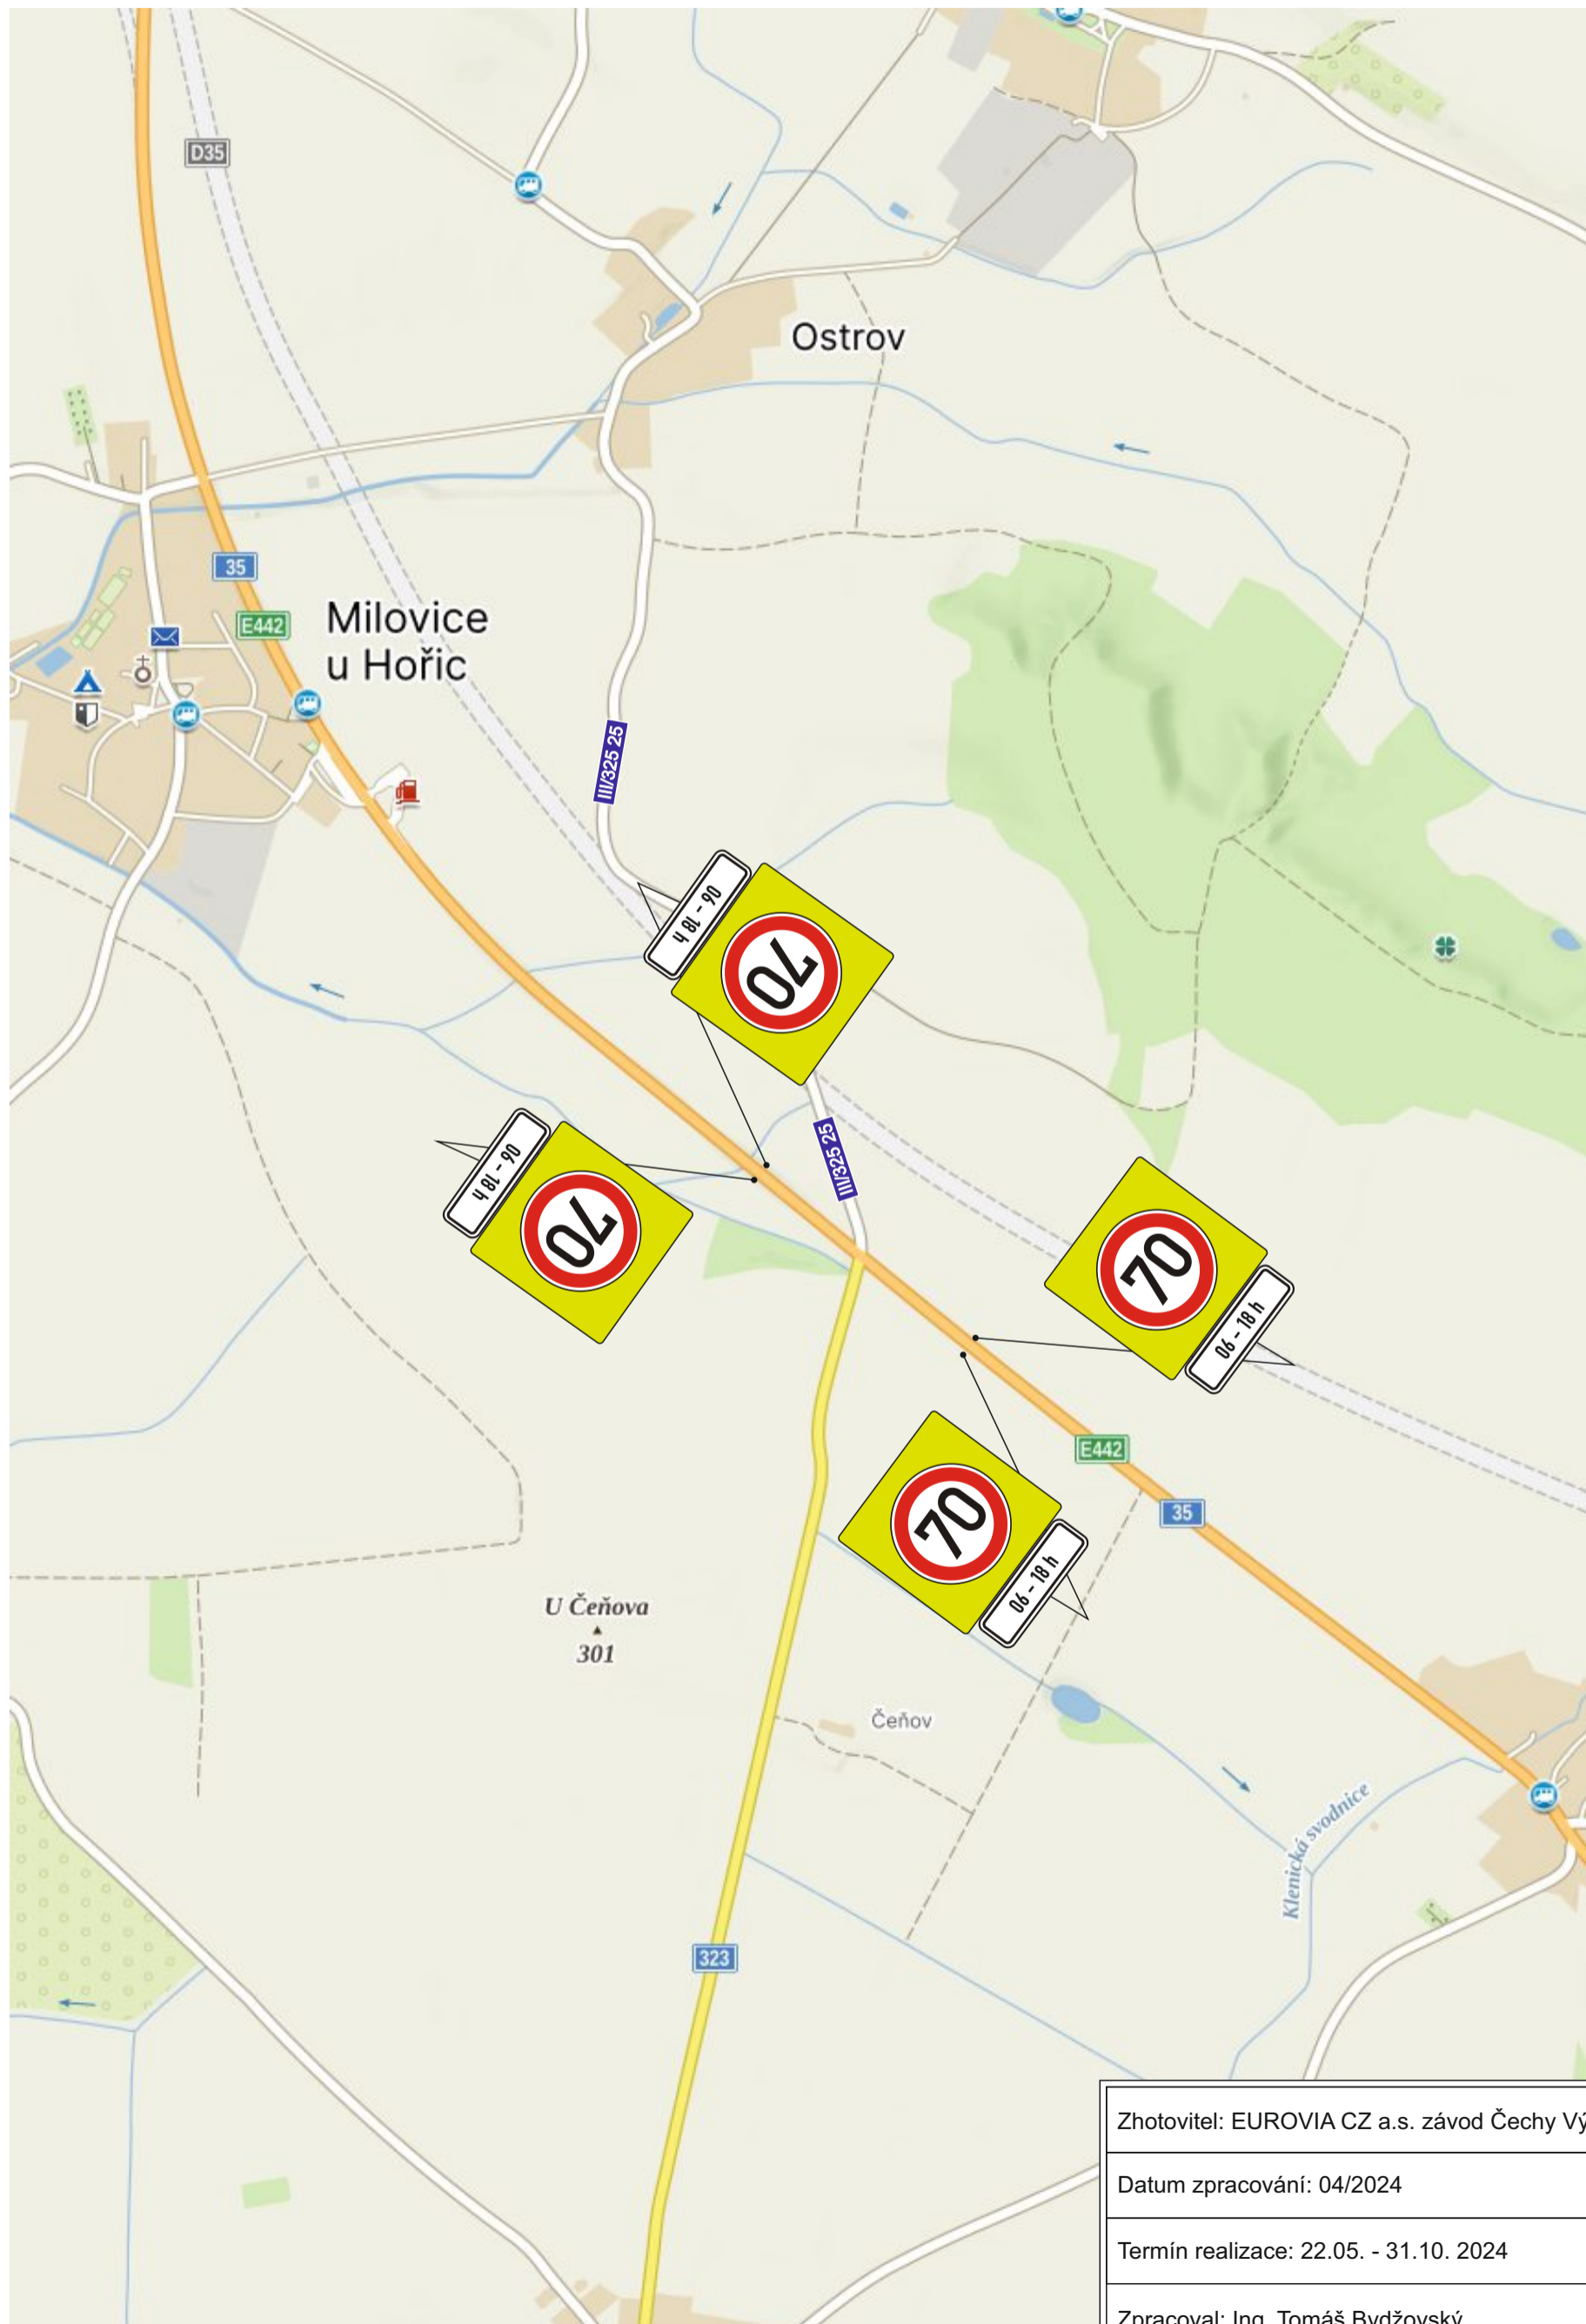 D35
Ostrov
35
E442
Milovice
u Hořic
III/325 25
06 - 18 h
70
III/325 25
06 - 18 h
70
70
06 - 18 h
E442
35
70
06 - 18 h
U Čeňova
301
Čeňov
Klenická svodnice
323
Zhotovitel: EUROVIA CZ a.s. závod Čechy Vý
Datum zpracování: 04/2024
Termín realizace: 22.05. - 31.10. 2024
Zpracoval: Ing. Tomáš Bydžovský